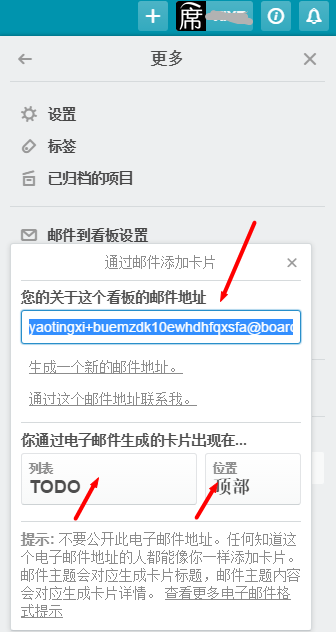 席
更多
设置
标签
已归档的项目
邮件到看板设置
通过邮件添加卡片
您的关于这个看板的邮件地址
yaotingxi+buemzdk10ewhdhfqxsfa@board
生成一个新的邮件地址。
通过这个邮件地址联系我。
你通过电子邮件生成的卡片出现在...
列表
TODO
位置
顶部
提示: 不要公开此电子邮件地址。任何知道这
个电子邮件地址的人都能像你一样添加卡片。
邮件主题会对应生成卡片标题，邮件主题内容
会对应生成卡片详情。 查看更多电子邮件格
式提示